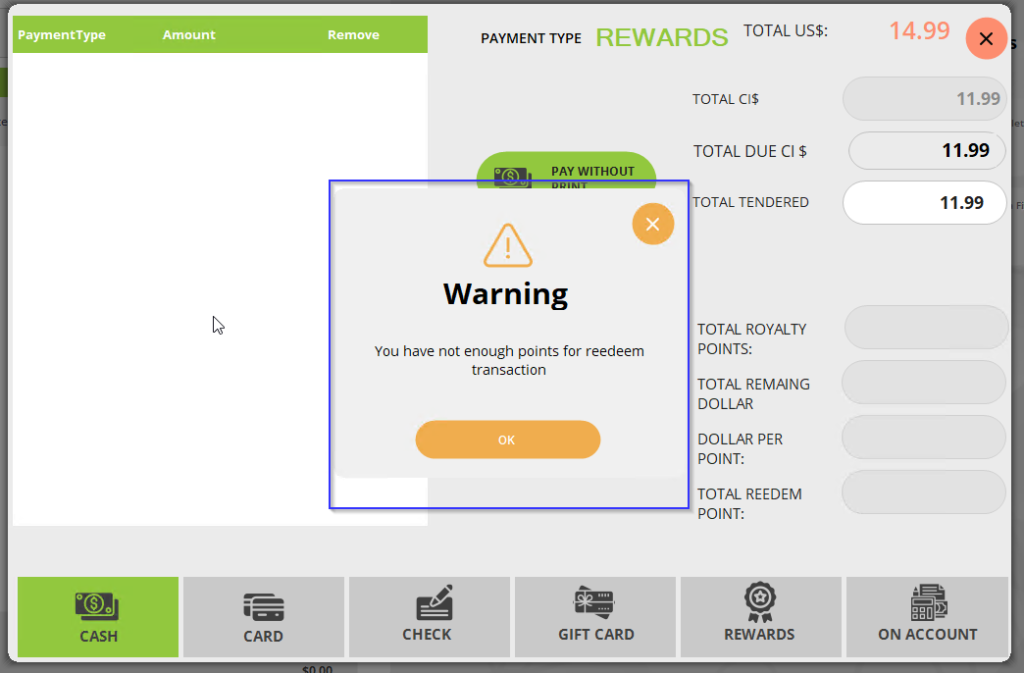 PaymentType Amount Remove
PAYMENT TYPE REWARDS TOTAL US$: 14.99
TOTAL CI$ 11.99
TOTAL DUE CI $ 11.99
PAY WITHOUT
PRINT
TOTAL TENDERED 11.99
Warning
You have not enough points for reedeem
transaction
OK
TOTAL ROYALTY
POINTS:
TOTAL REMAING
DOLLAR
DOLLAR PER
POINT:
TOTAL REEDEM
POINT:
CASH CARD CHECK GIFT CARD REWARDS ON ACCOUNT
$0.00